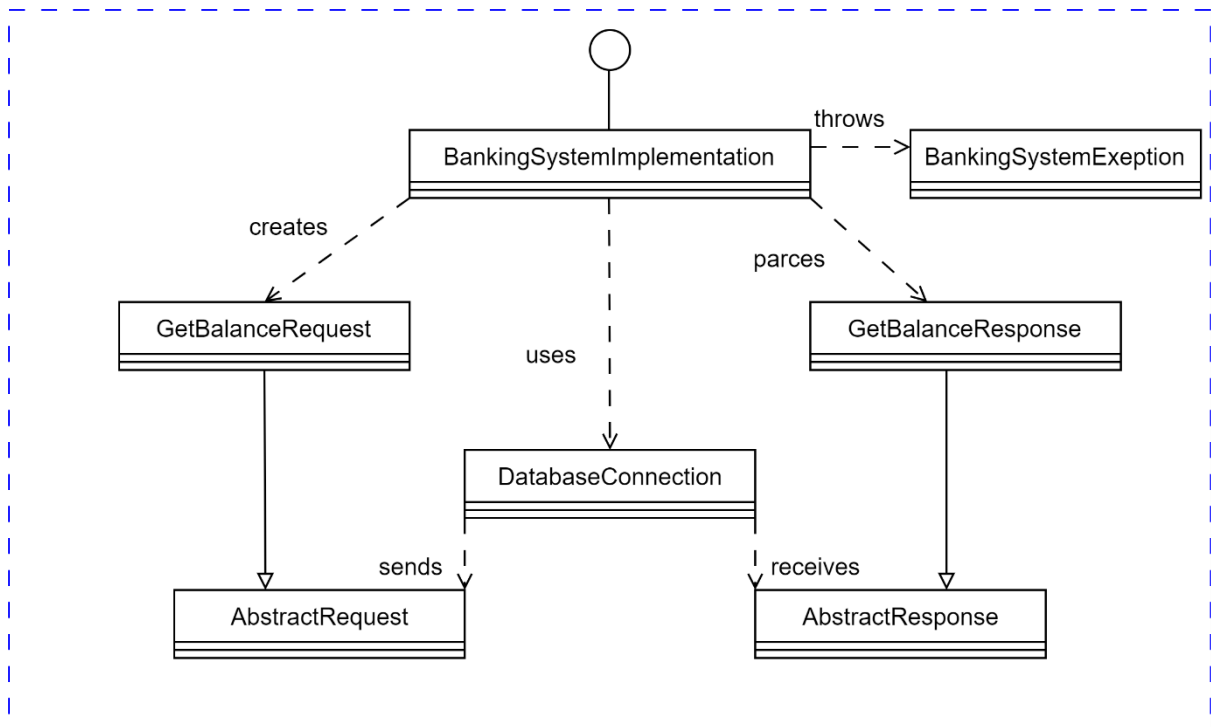 throws
BankingSystemImplementation
BankingSystemExeption
creates
parces
GetBalanceRequest
GetBalanceResponse
uses
DatabaseConnection
sends
receives
AbstractRequest
AbstractResponse